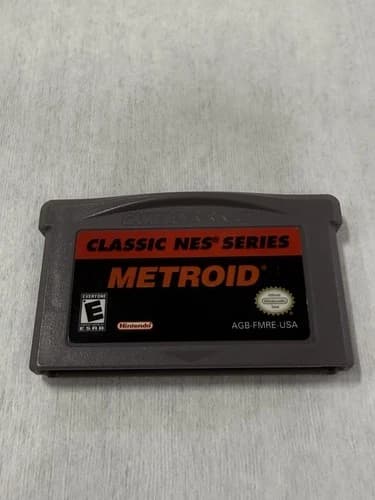 CLASSIC NES® SERIES
METROID®
EVERYONE
E
ESRB
Nintendo
AGB-FMRE-USA